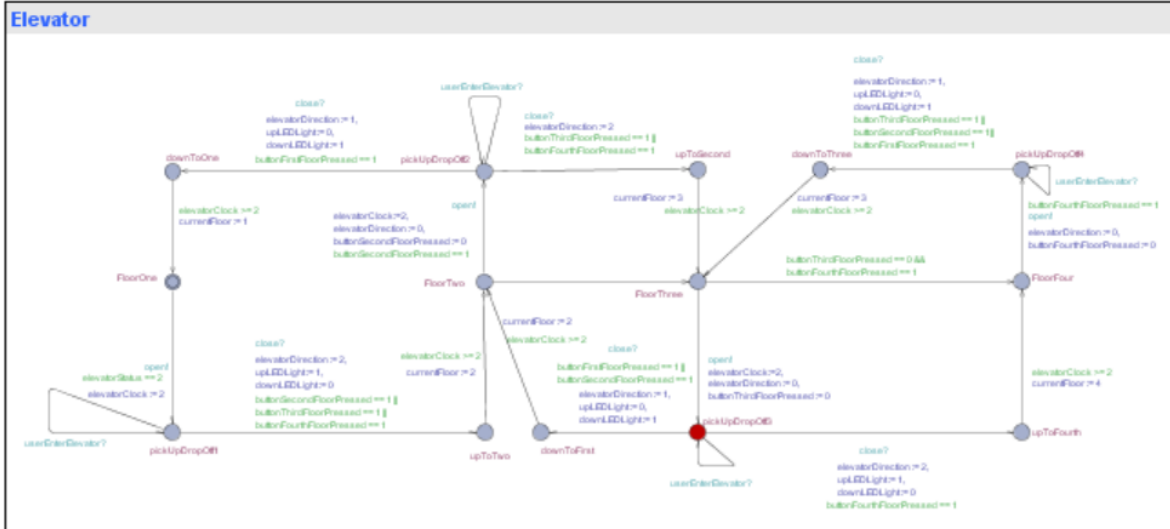 Elevator
close?
elevatorDirection:=1,
upLEDLight:=0,
downLEDLight:=1
buttonFirstFloorPressed ==1
downToOne
userEnterElevator?
pickUpDropOff2
close?
elevatorDirection:=2
buttonThirdFloorPressed ==1 ||
buttonFourthFloorPressed ==1
upToSecond
close?
elevatorDirection:=1,
upLEDLight:=0,
downLEDLight:=1
buttonThirdFloorPressed ==1 ||
buttonSecondFloorPressed ==1||
buttonFirstFloorPressed ==1
downToThree
pickUpDropOff4
userEnterElevator?
elevatorClock >=2
currentFloor:=1
open!
elevatorClock:=2,
elevatorDirection:=0,
buttonSecondFloorPressed:=0
buttonSecondFloorPressed ==1
currentFloor:=3
elevatorClock >=2
currentFloor:=3
elevatorClock >=2
buttonFourthFloorPressed ==1
open!
elevatorDirection:=0,
buttonFourthFloorPressed:=0
FloorOne
FloorTwo
FloorThree
buttonThirdFloorPressed ==0 &&
buttonFourthFloorPressed ==1
FloorFour
open!
elevatorStatus ==2
elevatorClock:=2
userEnterElevator?
pickUpDropOff1
close?
elevatorDirection:=2,
upLEDLight:=1,
downLEDLight:=0
buttonSecondFloorPressed ==1 ||
buttonThirdFloorPressed ==1 ||
buttonFourthFloorPressed ==1
elevatorClock >=2
currentFloor:=2
upToTwo
currentFloor:=2
elevatorClock >=2
downToFirst
close?
buttonFirstFloorPressed ==1 ||
buttonSecondFloorPressed ==1
elevatorDirection:=1,
upLEDLight:=0,
downLEDLight:=1
open!
elevatorClock:=2,
elevatorDirection:=0,
buttonThirdFloorPressed:=0
pickUpDropOff3
userEnterElevator?
elevatorClock >=2
currentFloor:=4
upToFourth
close?
elevatorDirection:=2,
upLEDLight:=1,
downLEDLight:=0
buttonFourthFloorPressed ==1